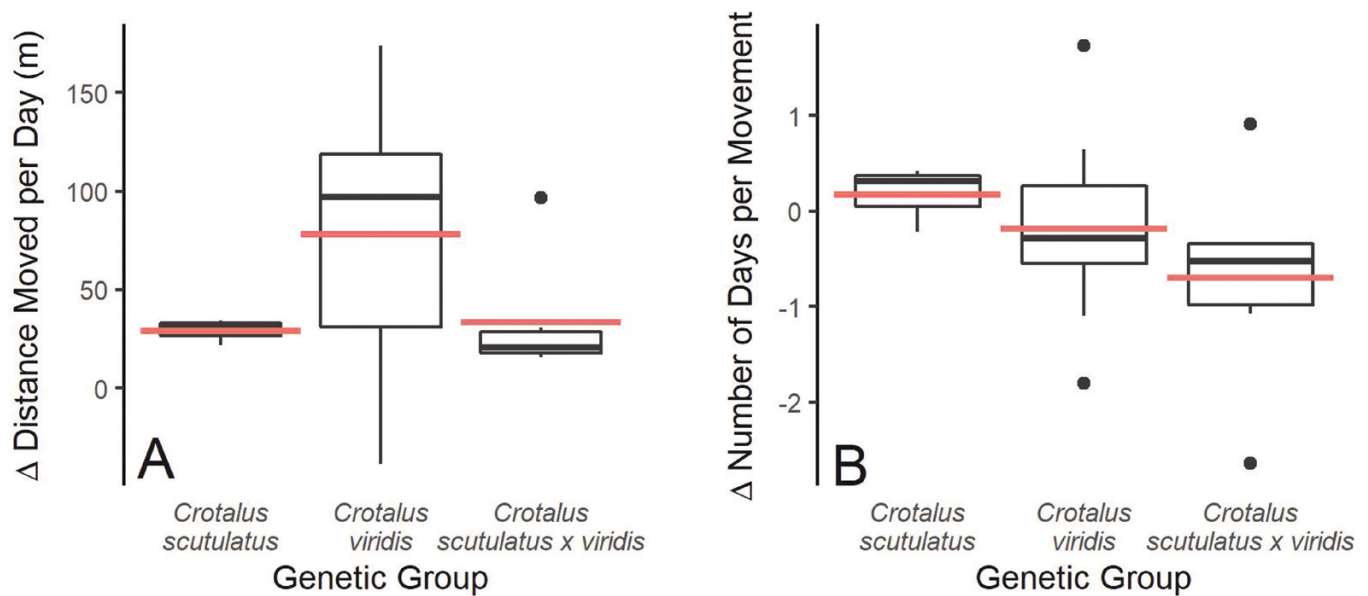 Δ Distance Moved per Day (m)
150
100
50
0
A
Crotalus
scutulatus
Crotalus
viridis
Crotalus
scutulatus x viridis
Genetic Group
Δ Number of Days per Movement
1
0
-1
-2
B
Crotalus
scutulatus
Crotalus
viridis
Crotalus
scutulatus x viridis
Genetic Group